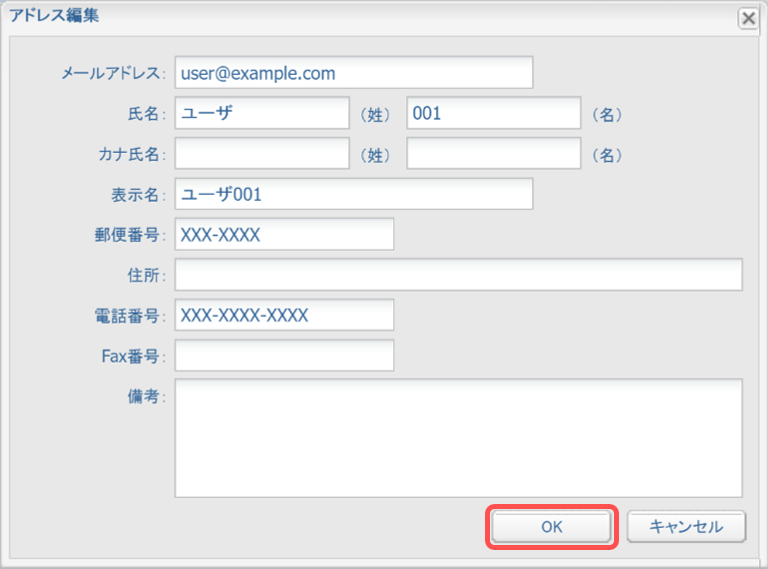 アドレス編集
メールアドレス: user@example.com
氏名: ユーザ (姓) 001 (名)
カナ氏名: (姓) (名)
表示名: ユーザ001
郵便番号: XXX-XXXX
住所:
電話番号: XXX-XXXX-XXXX
Fax番号:
備考:
OK キャンセル